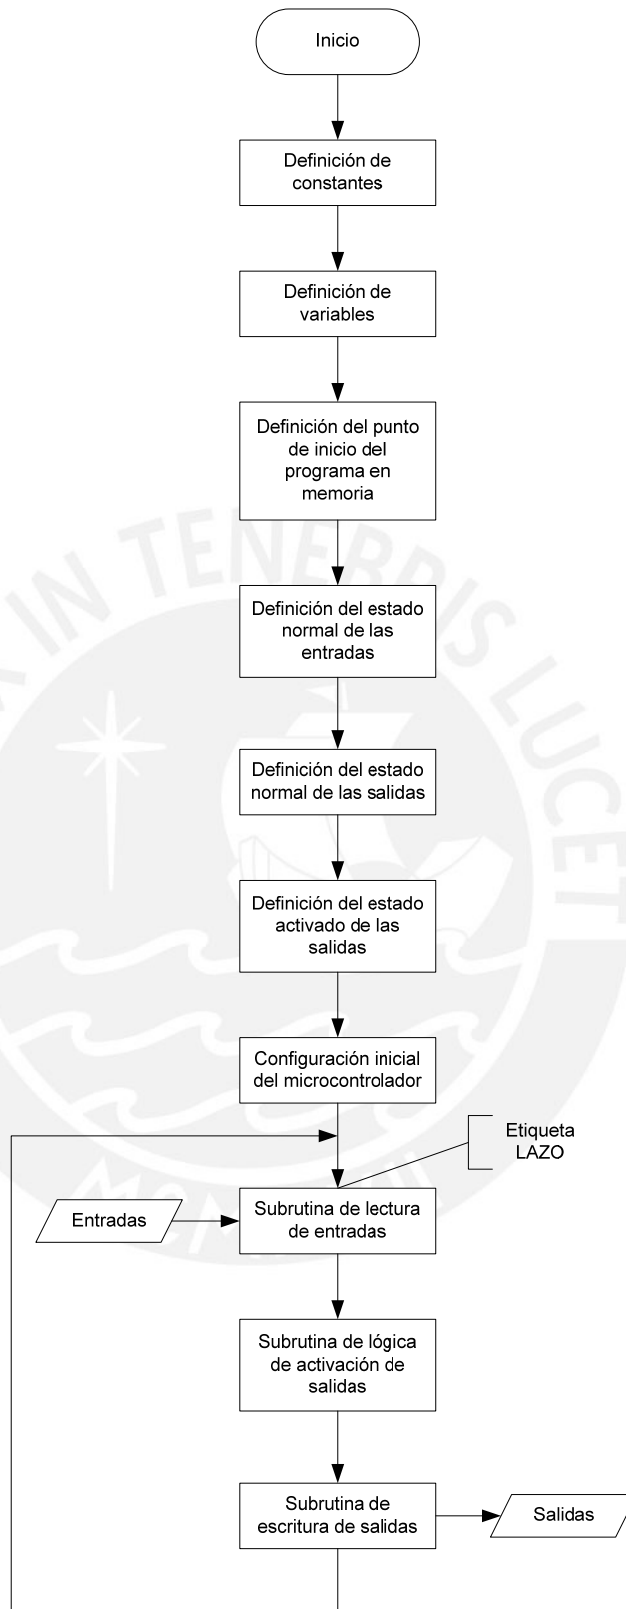 Inicio
Definición de
constantes
Definición de
variables
Definición del punto
de inicio del
programa en
memoria
IN TENEBRIS LUCET
Definición del estado
normal de las
entradas
Definición del estado
normal de las salidas
Definición del estado
activado de las
salidas
Configuración inicial
del microcontrolador
Etiqueta
LAZO
Entradas
Subrutina de lectura
de entradas
Subrutina de lógica
de activación de
salidas
Subrutina de
escritura de salidas
Salidas